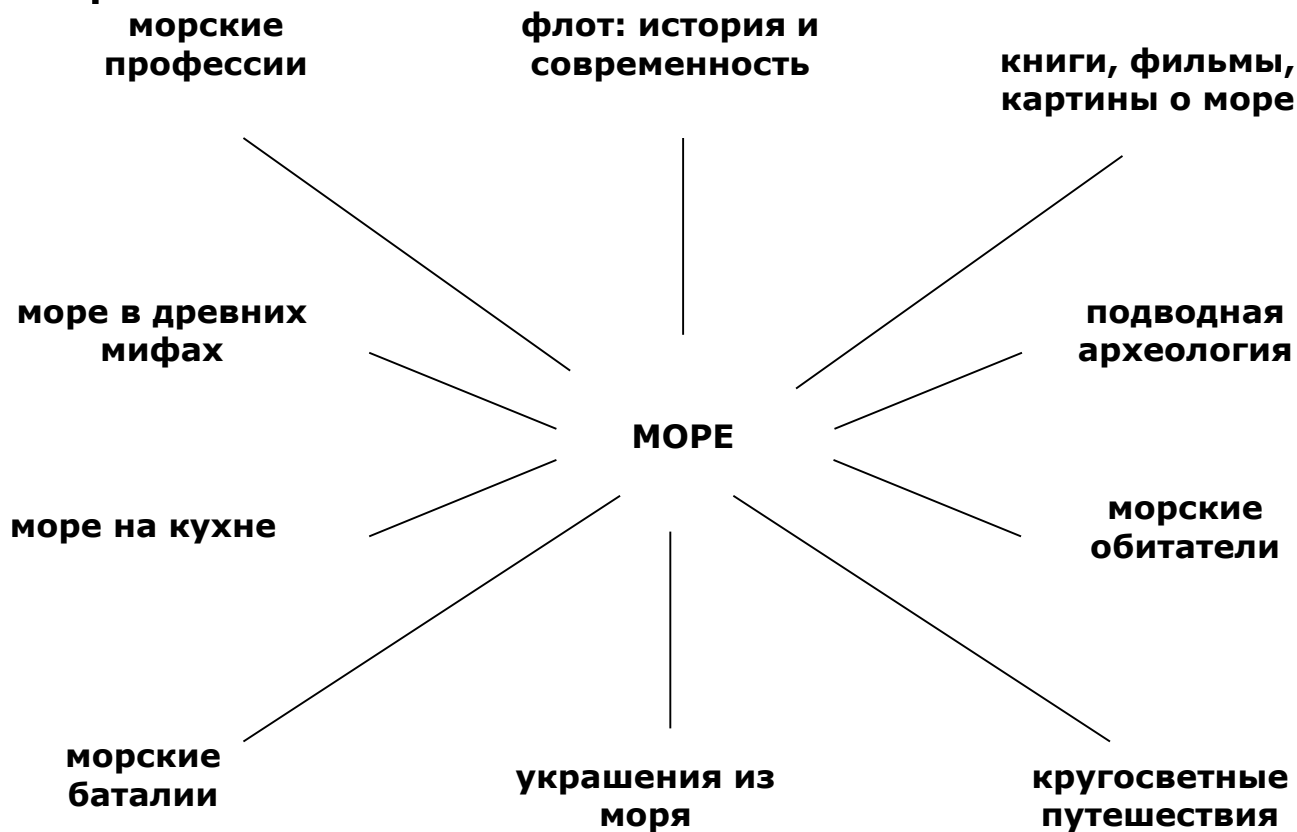 морские
профессии
флот: история и
современность
книги, фильмы,
картины о море
море в древних
мифах
подводная
археология
МОРЕ
море на кухне
морские
обитатели
морские
баталии
украшения из
моря
кругосветные
путешествия